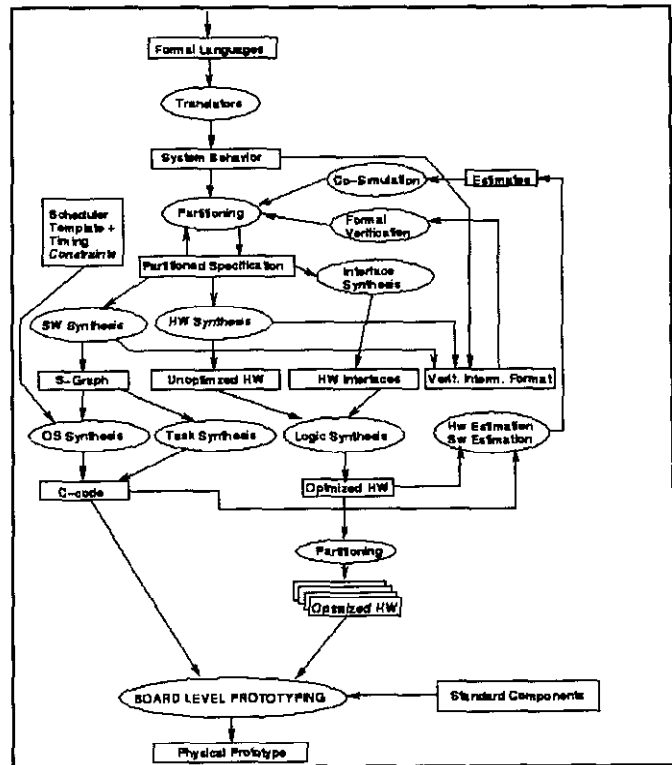 Formal Languages
Translators
System Behavior
Co-Simulation
Estimates
Scheduler
Template +
Timing
Constraints
Partitioning
Formal
Verification
Partitioned Specification
Interface
Synthesis
SW Synthesis
HW Synthesis
S-Graph
Unoptimzed HW
HW Interfaces
Verif. Interm. Format
OS Synthesis
Task Synthesis
Logic Synthesis
Hw Estimation
Sw Estimation
C-code
Optimized HW
Partitioning
Optimized HW
BOARD LEVEL PROTOTYPING
Standard Components
Physical Prototype